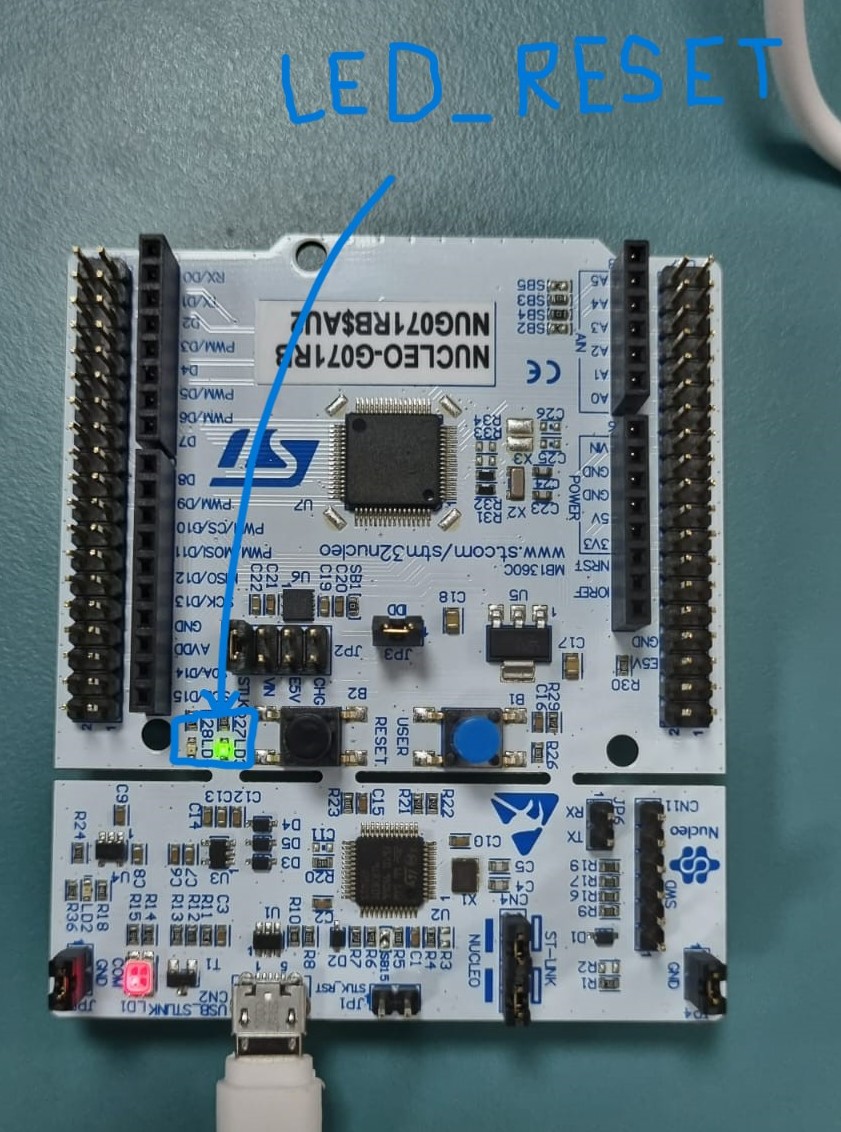 LED_RESET
NUCLEO-G071RB
NUG071RB$AU2
RX/D0
TX/D1
D2
PWM/D3
D4
PWM/D5
PWM/D6
D7
D8
PWM/D9
PWM/CS/D10
PWM/MOSI/D11
MISO/D12
SCK/D13
GND
AVDD
D15
SB5
SB3
SB4
SB2
A5
A4
A3
A2
A1
A0
AN
CE
C26
R34
R33
C25
X3
C24
C23
X2
R32
R31
U7
ST
VIN
GND
GND
5V
3V3
NRST
IOREF
POWER
www.st.com/stm32nucleo
MB1360C
U6
C22
C21
C19
C20
SB1
JP2
JP3
C18
U5
C17
GND
E5V
R30
STLK
VIN
E5V
CHG
B2
RESET
USER
B1
C16
R29
R26
C9
R24
U4
C8
C14
C13
C12
D4
D5
D3
C11
R20
R23
C15
R21
R22
C10
C5
C4
X1
CN4
JP6
RX
TX
CN11
Nucleo
SWD
R19
R17
R16
R9
D1
R2
R1
GND
JP4
ST-LINK
NUCLEO
U3
C6
C7
R36
LD2
R18
R15
R14
R13
R12
R11
C3
U1
R10
R8
C2
D2
R7
R6
SB15
R5
C1
R4
R3
U2
GND
COM
LD1
T1
CN2
USB_STLINK
STLK_RST
JP1